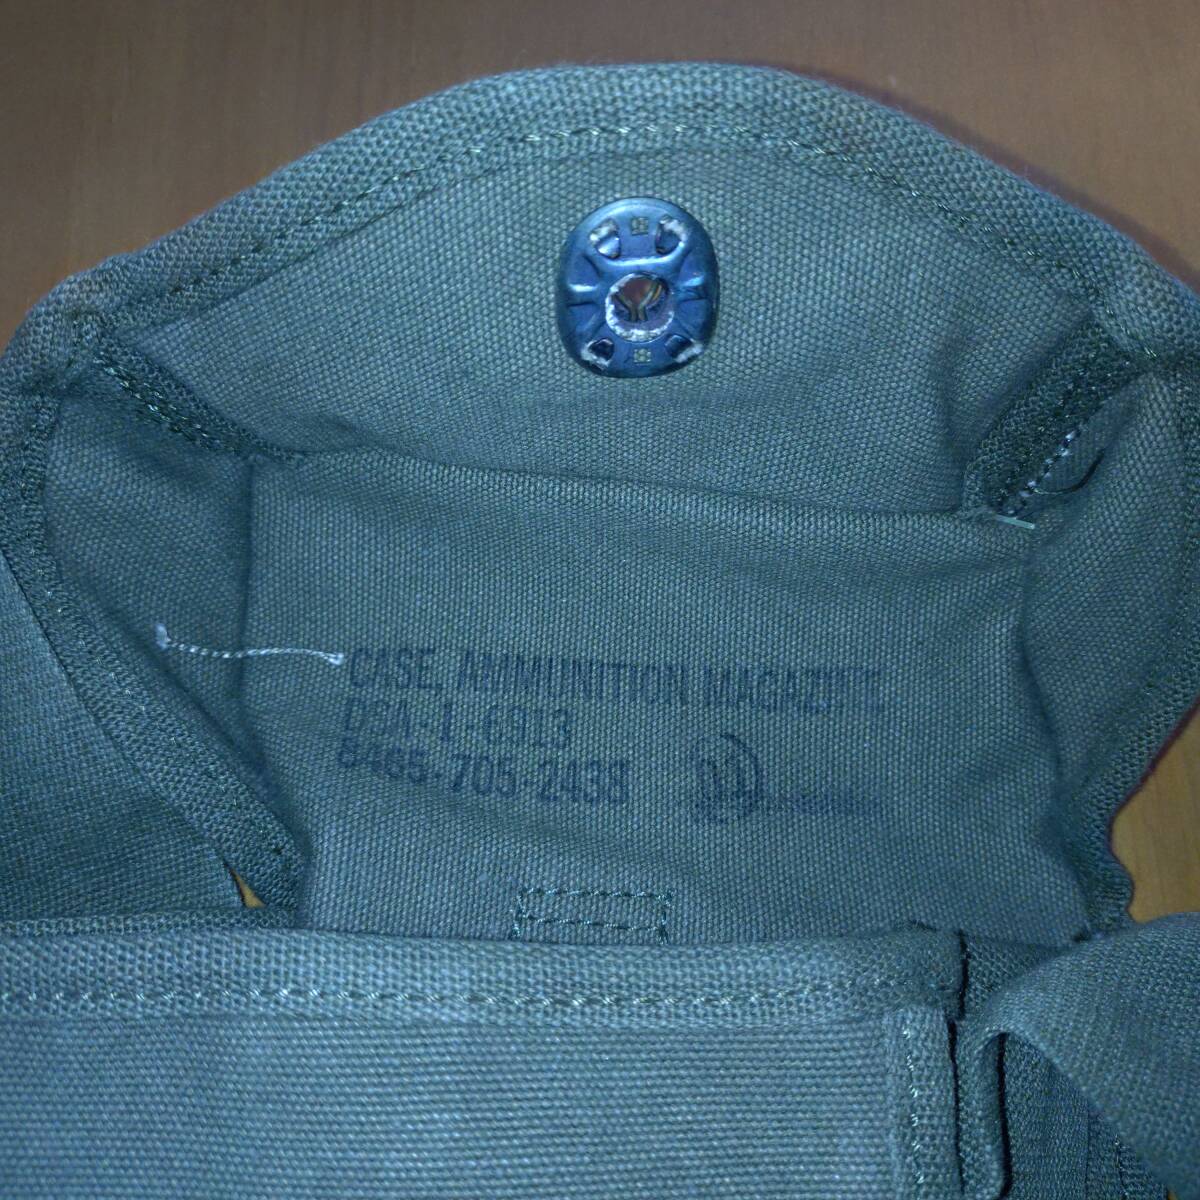 CASE, AMMUNITION MAGAZINE
DSA-1-6913
8465-705-2438